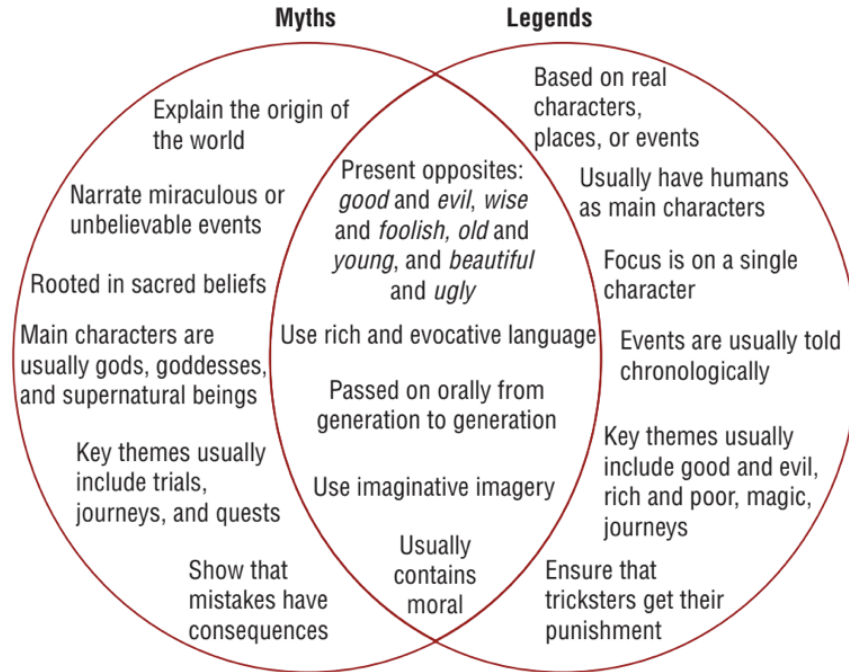 Myths
Legends
Explain the origin of
the world
Narrate miraculous or
unbelievable events
Rooted in sacred beliefs
Main characters are
usually gods, goddesses,
and supernatural beings
Key themes usually
include trials,
journeys, and quests
Show that
mistakes have
consequences
Present opposites:
good and evil, wise
and foolish, old and
young, and beautiful
and ugly
Use rich and evocative language
Passed on orally from
generation to generation
Use imaginative imagery
Usually
contains
moral
Based on real
characters,
places, or events
Usually have humans
as main characters
Focus is on a single
character
Events are usually told
chronologically
Key themes usually
include good and evil,
rich and poor, magic,
journeys
Ensure that
tricksters get their
punishment